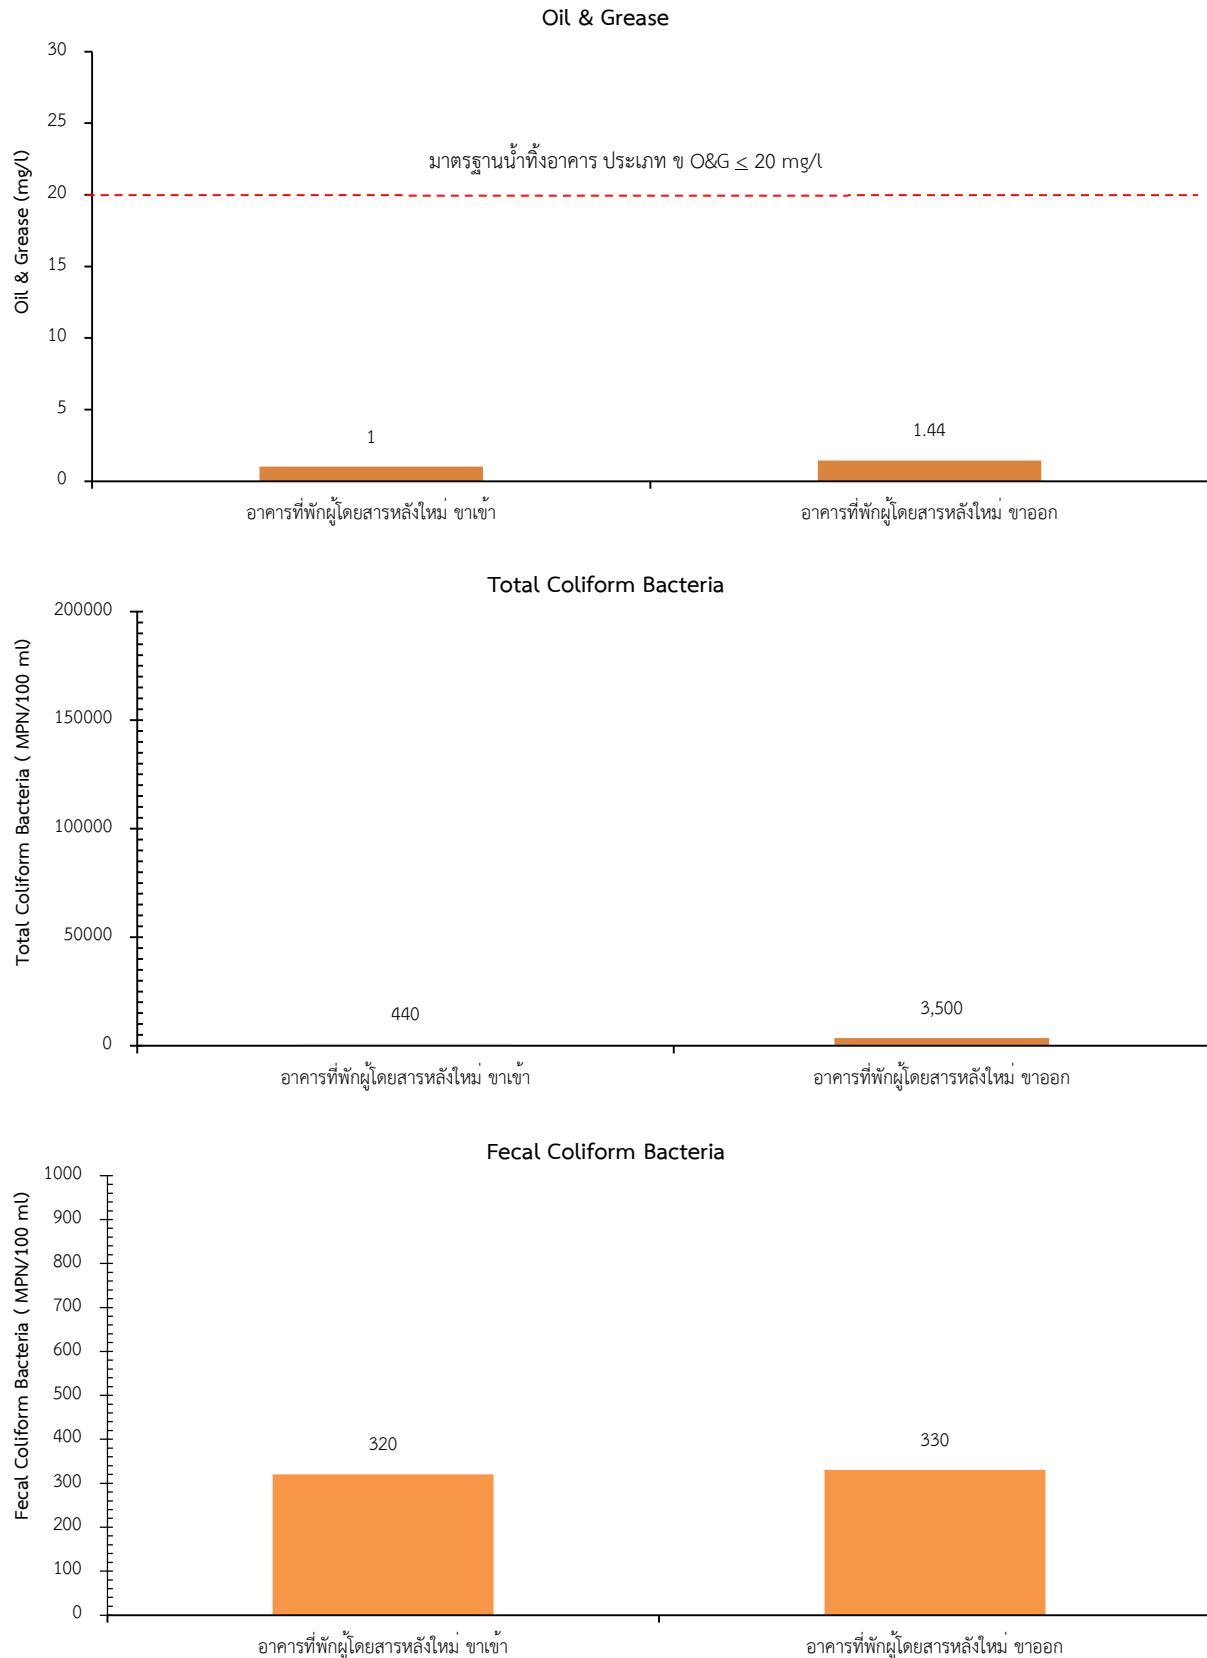 Oil & Grease
Oil & Grease (mg/l)
30
25
20
15
10
5
0
มาตรฐานน้ำทิ้งอาคาร ประเภท ข O&G ≤ 20 mg/l
1
1.44
อาคารที่พักผู้โดยสารหลังใหม่ ขาเข้า
อาคารที่พักผู้โดยสารหลังใหม่ ขาออก
Total Coliform Bacteria
Total Coliform Bacteria ( MPN/100 ml)
200000
150000
100000
50000
0
440
3,500
อาคารที่พักผู้โดยสารหลังใหม่ ขาเข้า
อาคารที่พักผู้โดยสารหลังใหม่ ขาออก
Fecal Coliform Bacteria
Fecal Coliform Bacteria ( MPN/100 ml)
1000
900
800
700
600
500
400
300
200
100
0
320
330
อาคารที่พักผู้โดยสารหลังใหม่ ขาเข้า
อาคารที่พักผู้โดยสารหลังใหม่ ขาออก